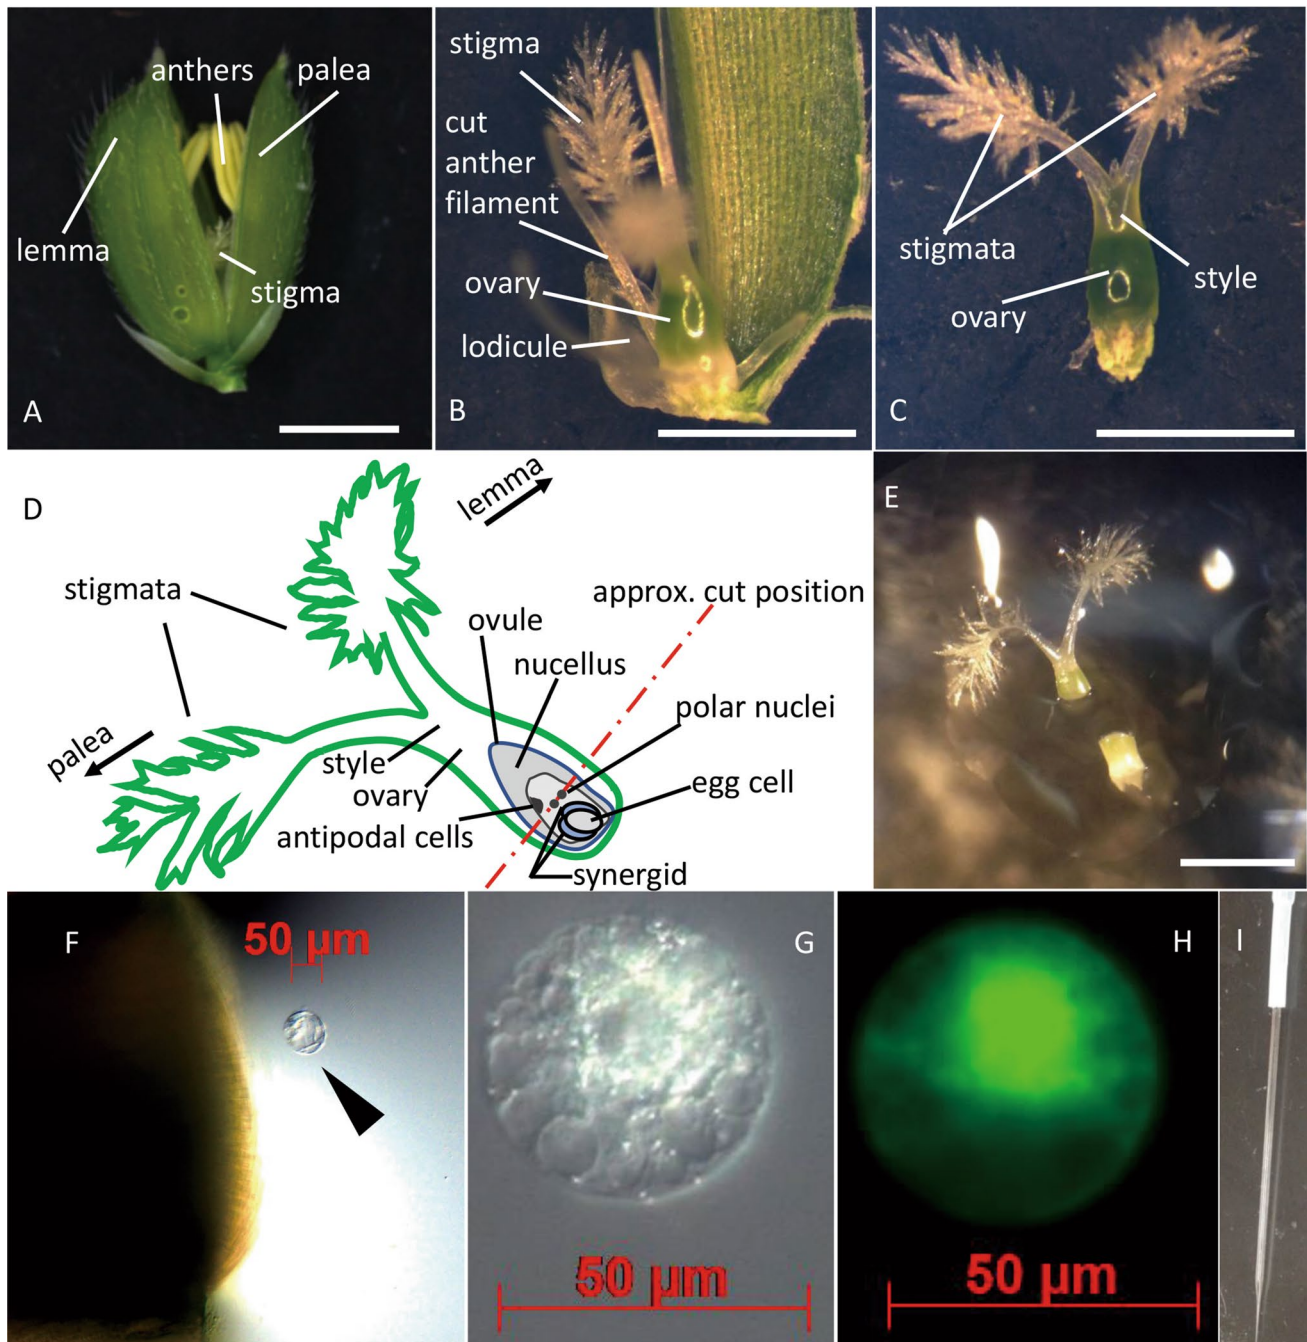 anthers
palea
lemma
stigma
A
stigma
cut
anther
filament
ovary
lodicule
B
stigmata
style
ovary
C
D
lemma
stigmata
approx. cut position
ovule
nucellus
polar nuclei
palea
style
ovary
egg cell
antipodal cells
synergid
E
F
50 µm
G
50 µm
H
50 µm
I